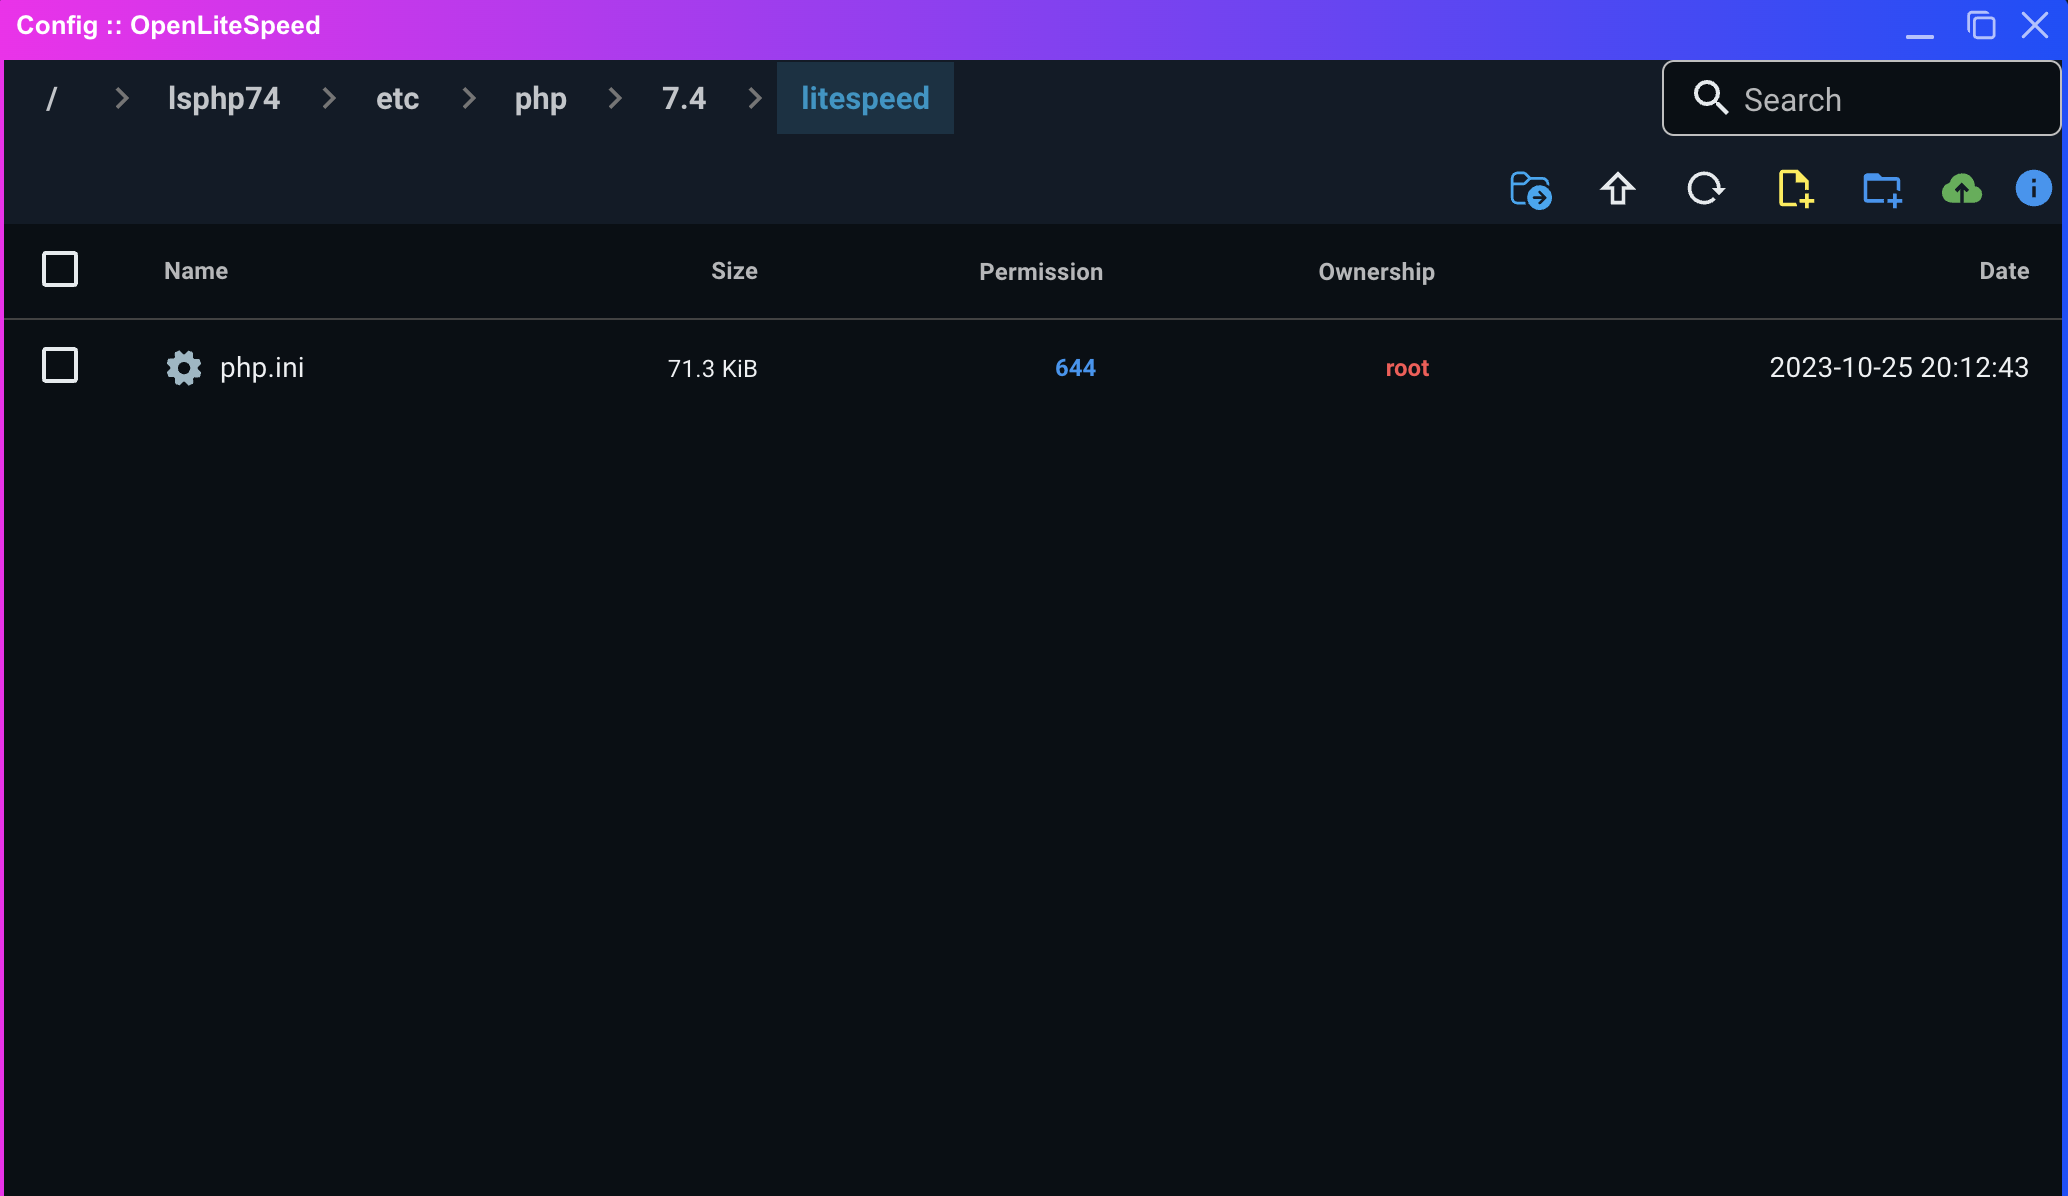 Config :: OpenLiteSpeed
/ lsphp74 etc php 7.4 litespeed
Search
Name Size Permission Ownership Date
php.ini 71.3 KiB 644 root 2023-10-25 20:12:43